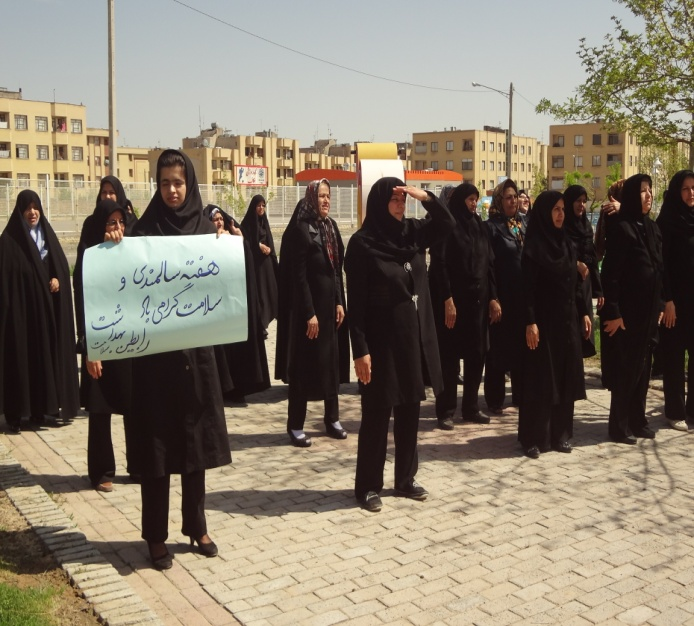 هفته سالمندی و
سلامت گرامی باد
رابطین بهداشت